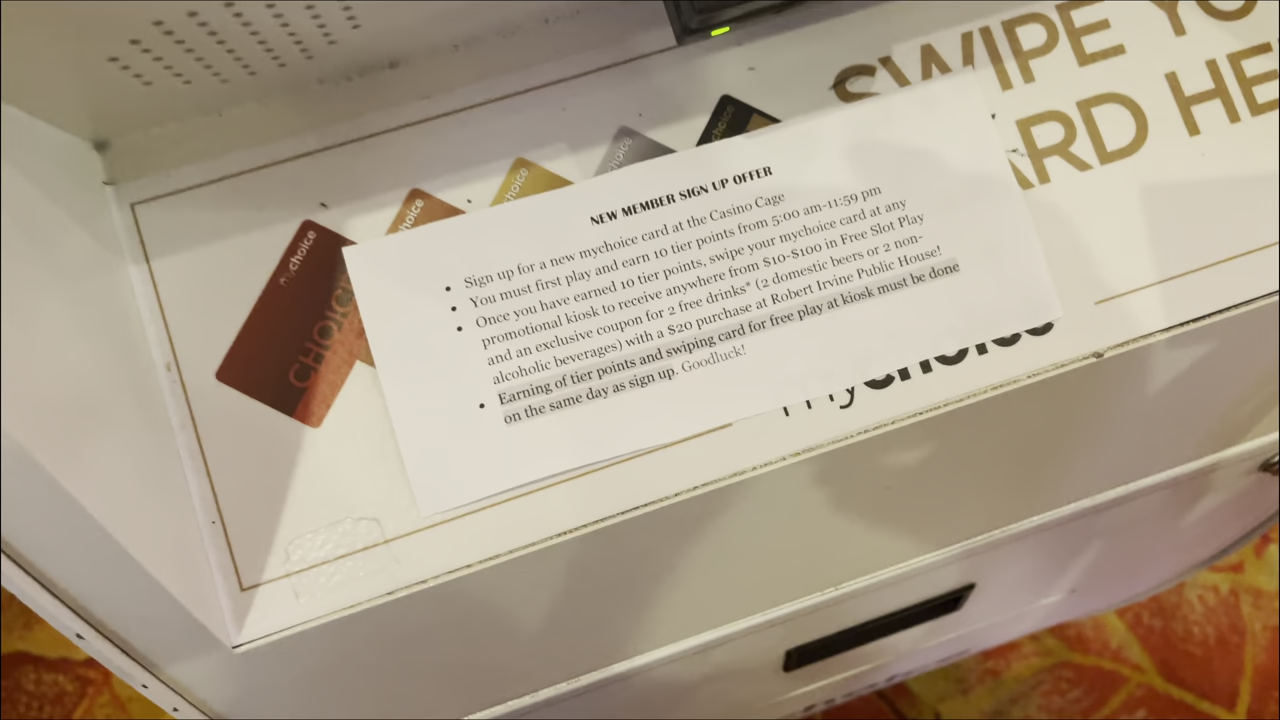 SWIPE YO
ARD HE
mychoice
choice
choice
choice
mychoice
CHOICE
NEW MEMBER SIGN UP OFFER
• Sign up for a new mychoice card at the Casino Cage
• You must first play and earn 10 tier points from 5:00 am-11:59 pm
• Once you have earned 10 tier points, swipe your mychoice card at any
promotional kiosk to receive anywhere from $10-$100 in Free Slot Play
and an exclusive coupon for 2 free drinks* (2 domestic beers or 2 non-
alcoholic beverages) with a $20 purchase at Robert Irvine Public House!
• Earning of tier points and swiping card for free play at kiosk must be done
on the same day as sign up. Goodluck!
mychoice